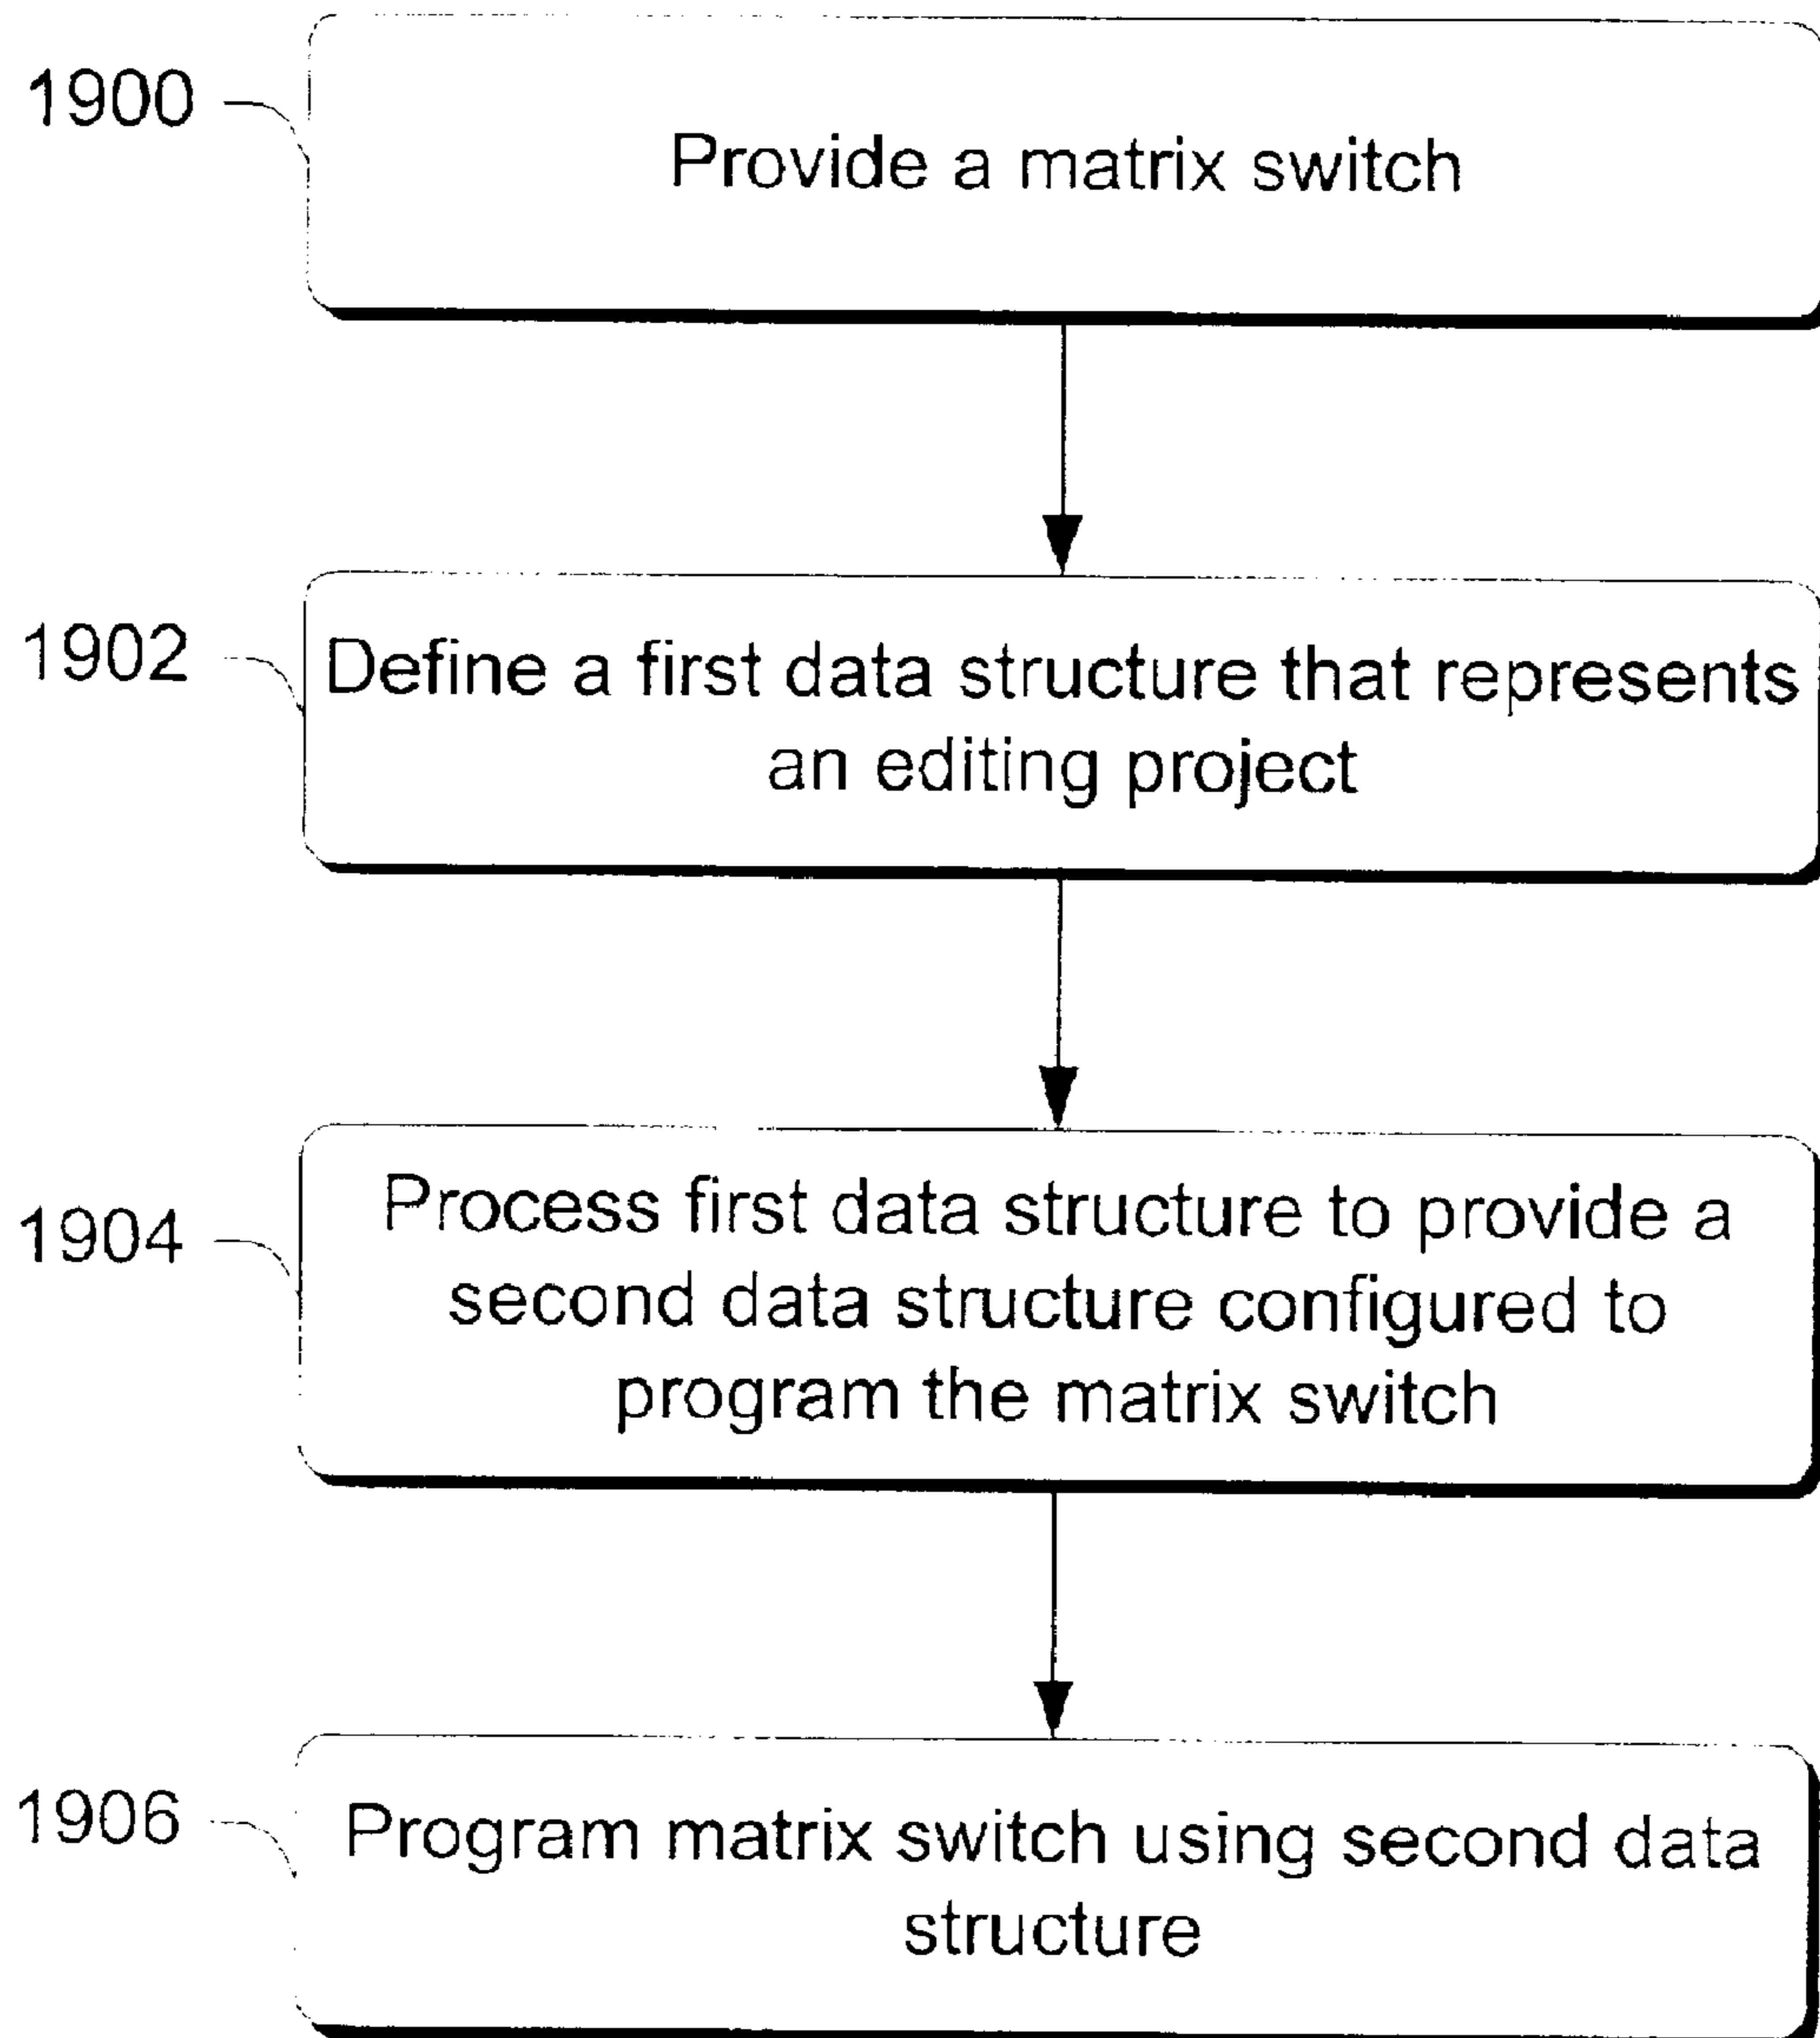 1900
Provide a matrix switch
1902
Define a first data structure that represents
an editing project
1904
Process first data structure to provide a
second data structure configured to
program the matrix switch
1906
Program matrix switch using second data
structure